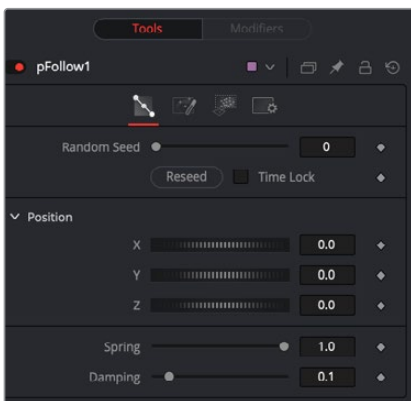 Tools Modifiers
pFollow1
Random Seed 0
Reseed Time Lock
Position
X 0.0
Y 0.0
Z 0.0
Spring 1.0
Damping 0.1